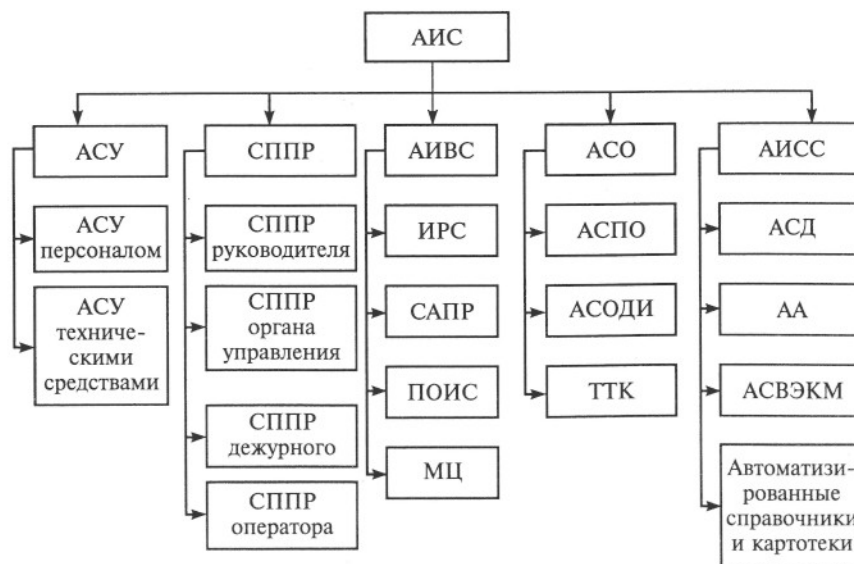 АИС
АСУ
СППР
АИВС
АСО
АИСС
АСУ
персоналом
АСУ
техниче-
скими
средствами
СППР
руководителя
СППР
органа
управления
СППР
дежурного
СППР
оператора
ИРС
САПР
ПОИС
МЦ
АСПО
АСОДИ
ТТК
АСД
АА
АСВЭКМ
Автоматизи-
рованные
справочники
и картотеки